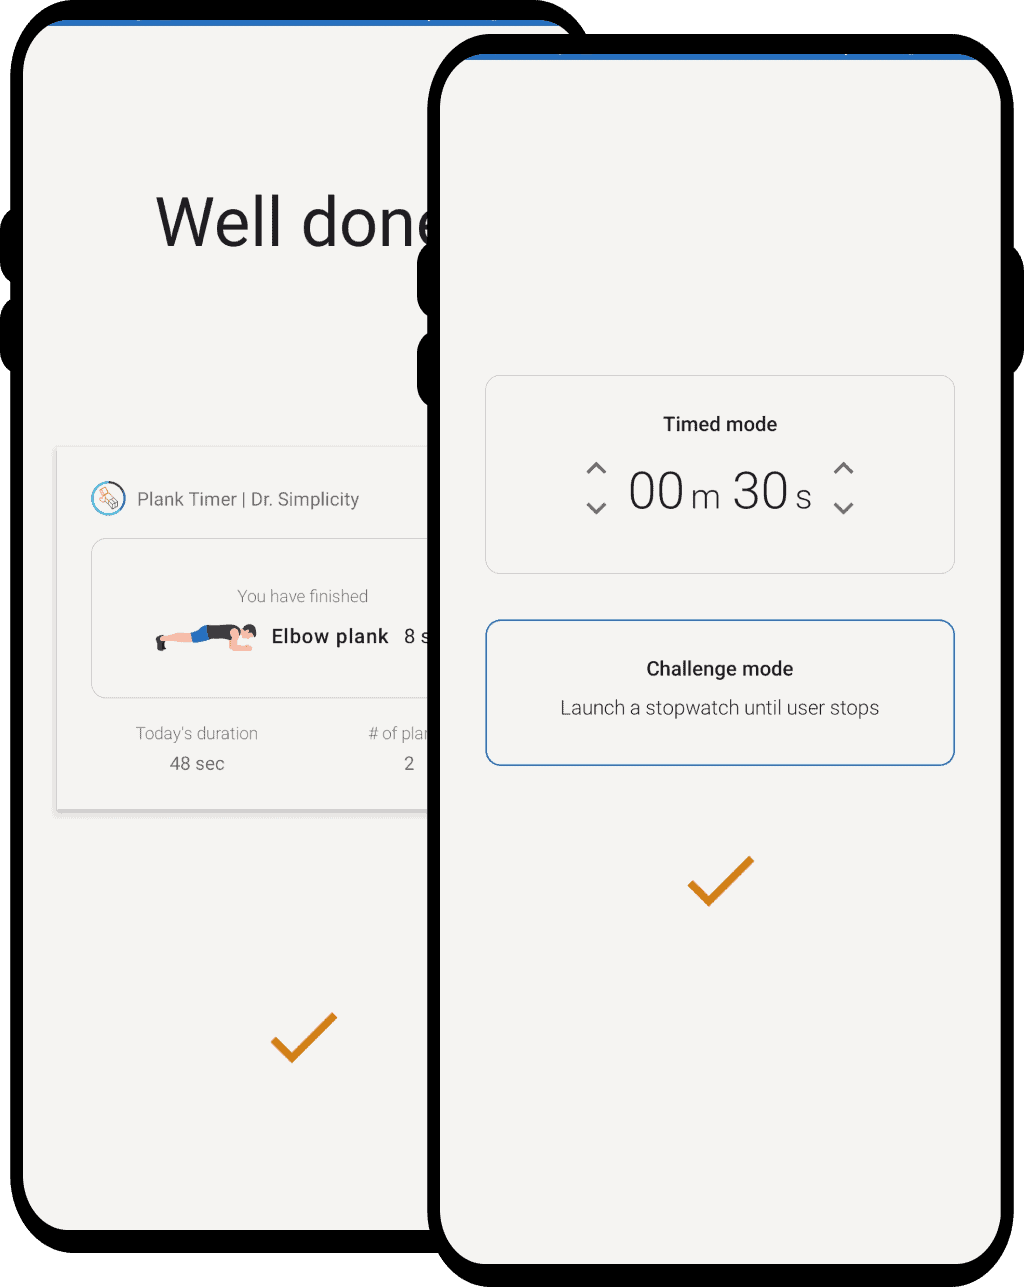 Well done
Plank Timer | Dr. Simplicity
You have finished
Elbow plank 8
Today's duration
# of
48 sec
2
Timed mode
00 m 30 s
Challenge mode
Launch a stopwatch until user stops